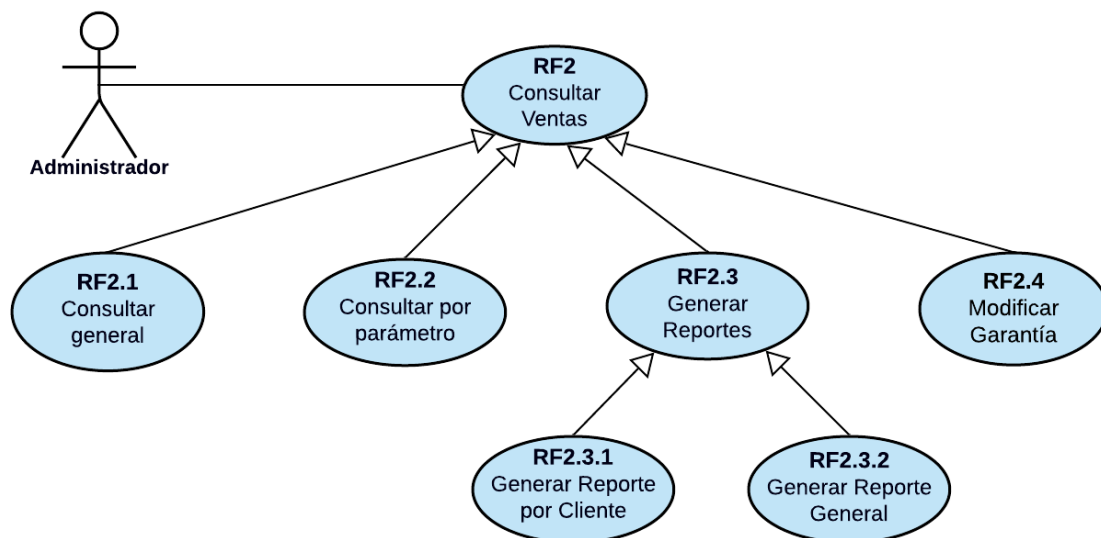 RF2
Consultar
Ventas
Administrador
RF2.1
Consultar
general
RF2.2
Consultar por
parámetro
RF2.3
Generar
Reportes
RF2.4
Modificar
Garantía
RF2.3.1
Generar Reporte
por Cliente
RF2.3.2
Generar Reporte
General